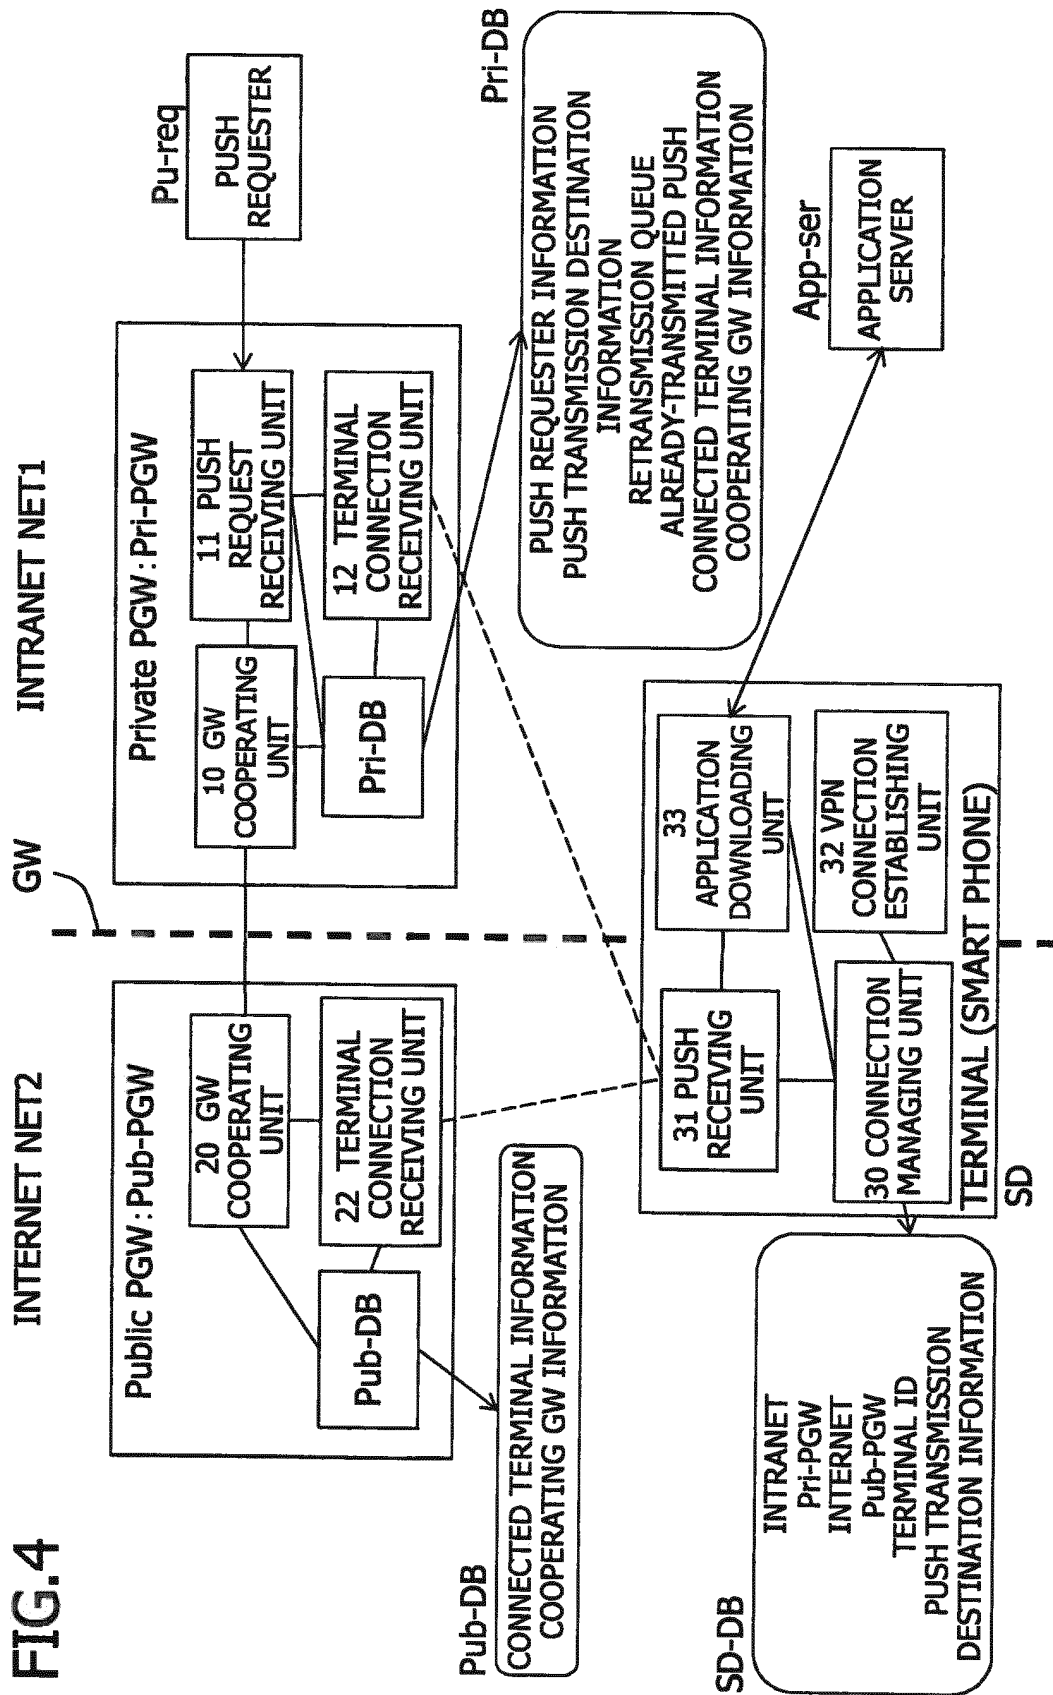 FIG.4
INTERNET NET2
GW
INTRANET NET1
Public PGW:Pub-PGW
20 GW
COOPERATING
UNIT
22 TERMINAL
CONNECTION
RECEIVING UNIT
Pub-DB
Private PGW:Pri-PGW
10 GW
COOPERATING
UNIT
11 PUSH
REQUEST
RECEIVING UNIT
Pri-DB
12 TERMINAL
CONNECTION
RECEIVING UNIT
Pu-req
PUSH
REQUESTER
Pub-DB
CONNECTED TERMINAL INFORMATION
COOPERATING GW INFORMATION
Pri-DB
PUSH REQUESTER INFORMATION
PUSH TRANSMISSION DESTINATION
INFORMATION
RETRANSMISSION QUEUE
ALREADY-TRANSMITTED PUSH
CONNECTED TERMINAL INFORMATION
COOPERATING GW INFORMATION
31 PUSH
RECEIVING
UNIT
33
APPLICATION
DOWNLOADING
UNIT
30 CONNECTION
MANAGING UNIT
32 VPN
CONNECTION
ESTABLISHING
UNIT
TERMINAL (SMART PHONE)
SD
App-ser
APPLICATION
SERVER
SD-DB
INTRANET
Pri-PGW
INTERNET
Pub-PGW
TERMINAL ID
PUSH TRANSMISSION
DESTINATION INFORMATION